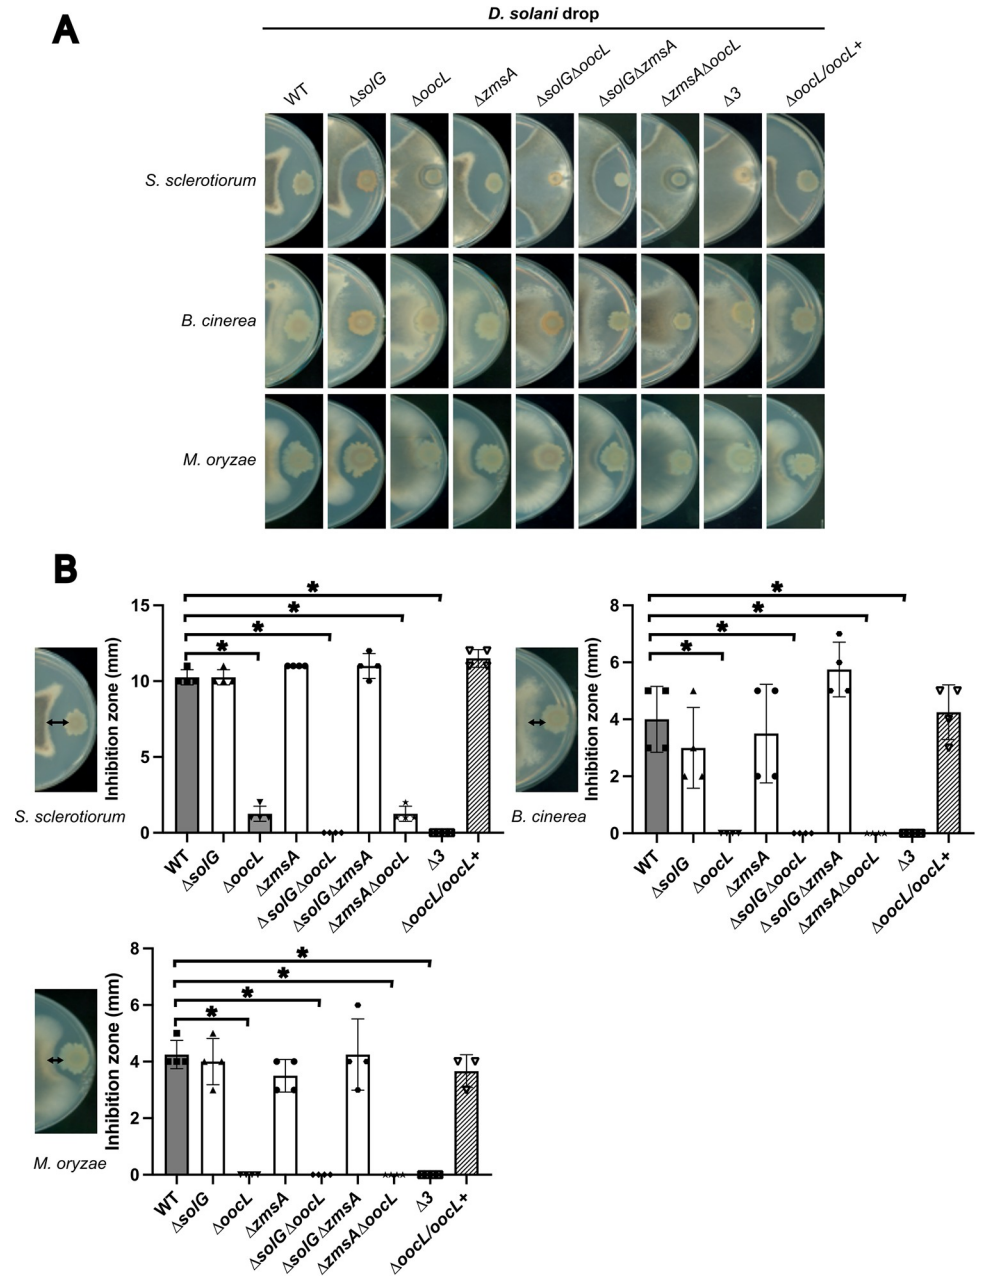 A
D. solani drop
WT ΔsolG ΔoocL ΔzmsA ΔsolGΔoocL ΔsolGΔzmsA ΔzmsAΔoocL Δ3 ΔoocL/oocL+
S. sclerotiorum
B. cinerea
M. oryzae
B
S. sclerotiorum
Inhibition zone (mm)
15
10
5
0
* * * *
WT ΔsolG ΔoocL ΔzmsA ΔsolGΔoocL ΔsolGΔzmsA ΔzmsAΔoocL Δ3 ΔoocL/oocL+
B. cinerea
Inhibition zone (mm)
8
6
4
2
0
* * * *
WT ΔsolG ΔoocL ΔzmsA ΔsolGΔoocL ΔsolGΔzmsA ΔzmsAΔoocL Δ3 ΔoocL/oocL+
M. oryzae
Inhibition zone (mm)
8
6
4
2
0
* * * *
WT ΔsolG ΔoocL ΔzmsA ΔsolGΔoocL ΔsolGΔzmsA ΔzmsAΔoocL Δ3 ΔoocL/oocL+